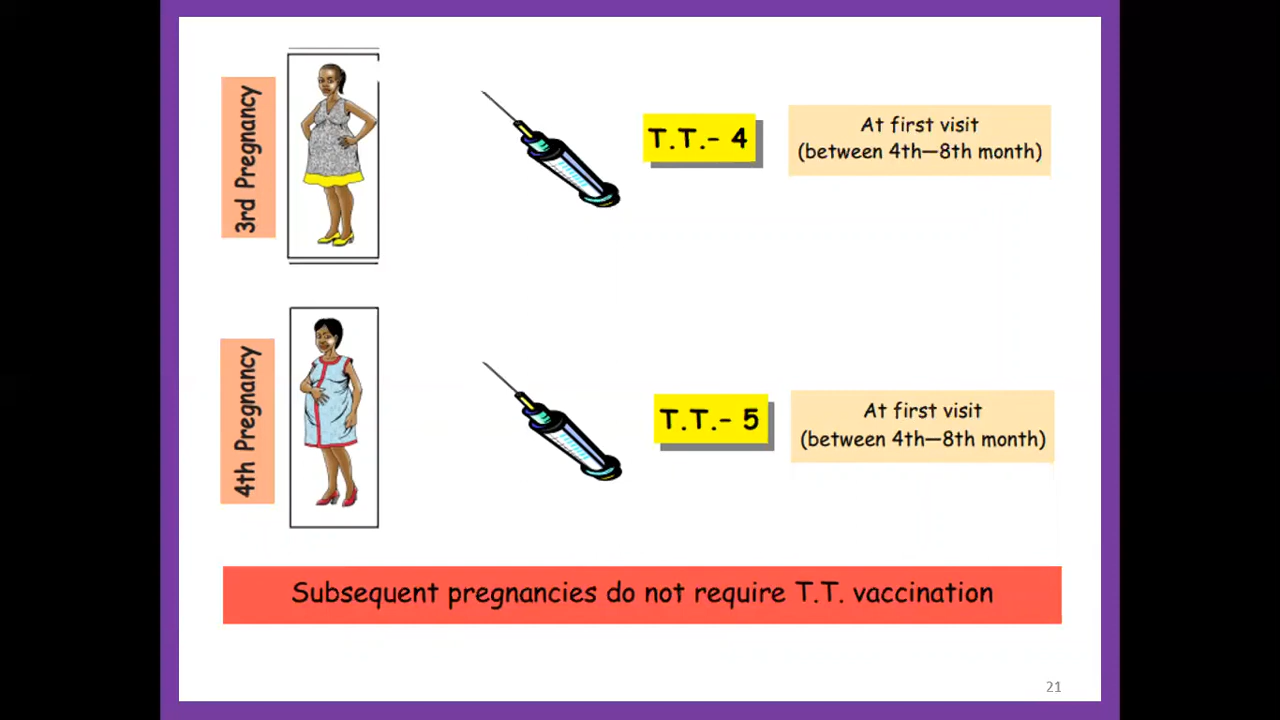 3rd Pregnancy
T.T.- 4
At first visit
(between 4th—8th month)
4th Pregnancy
T.T.- 5
At first visit
(between 4th—8th month)
Subsequent pregnancies do not require T.T. vaccination
21